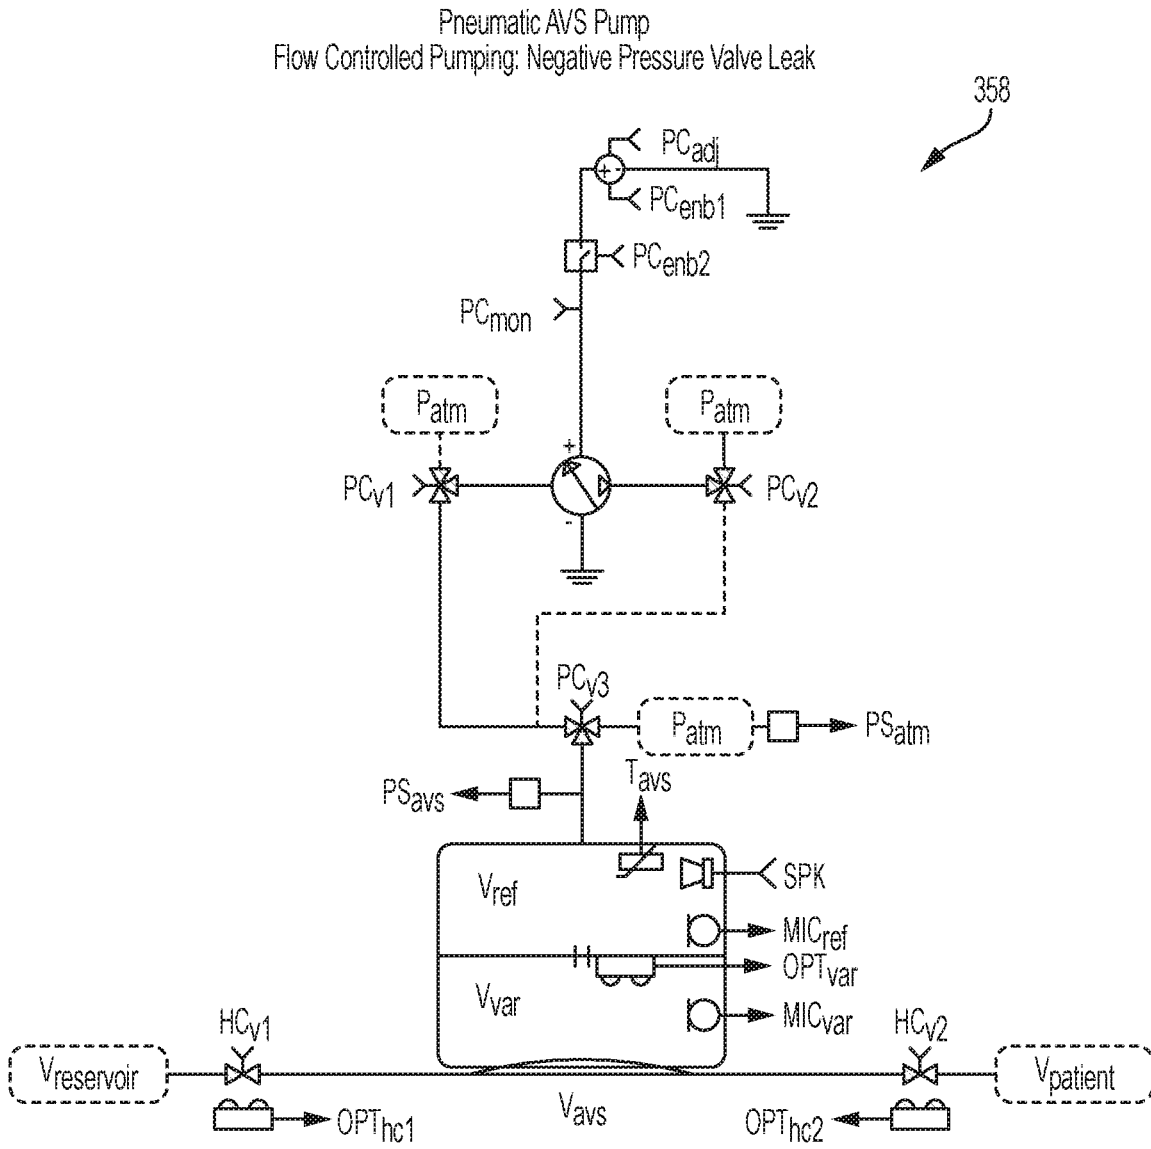 Pneumatic AVS Pump
Flow Controlled Pumping: Negative Pressure Valve Leak
358
PCadj
+ -
PCenb1
PCenb2
PCmon
Patm
Patm
+
PCv1
PCv2
-
PCv3
Patm
PSatm
PSavs
Tavs
Vref
SPK
MICref
OPTvar
Vvar
MICvar
HCv1
HCv2
Vreservoir
Vpatient
Vavs
OPThc1
OPThc2